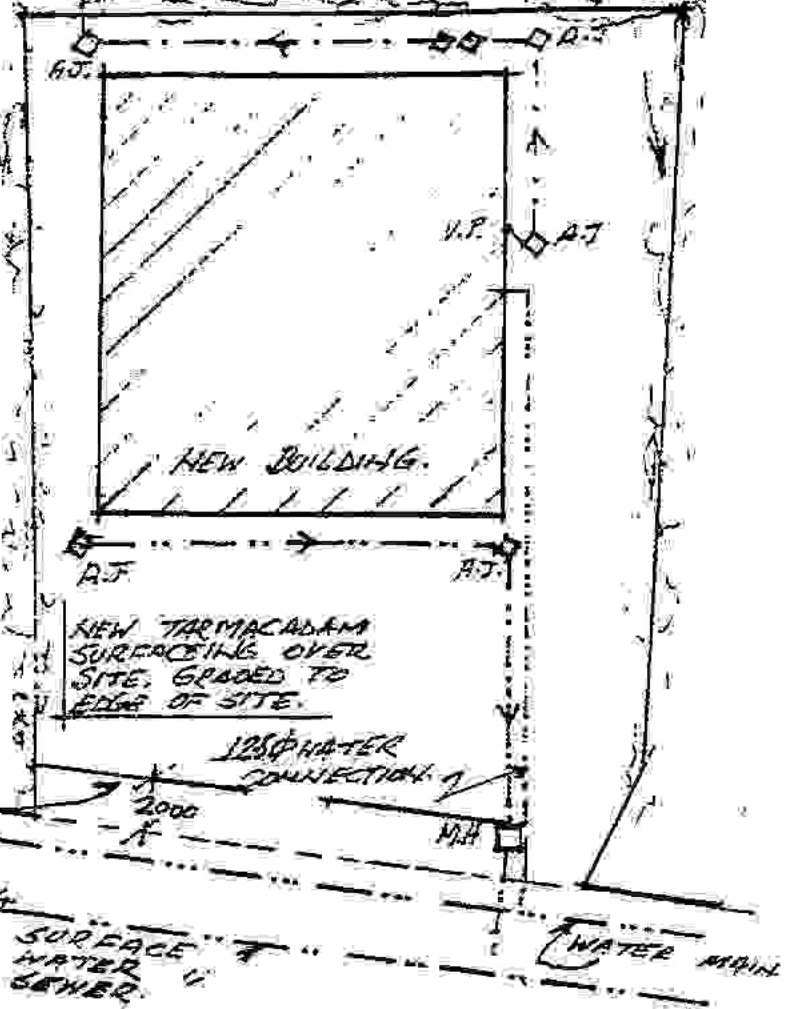 A.J.
A.J.
V.P.
A.J
NEW BUILDING.
A.J
A.J.
NEW TARMACADAM
SURFACEING OVER
SITE, GRADED TO
EDGE OF SITE.
125Ø WATER
CONNECTION.
2000
M.H
SURFACE
WATER
SEWER.
WATER MAIN